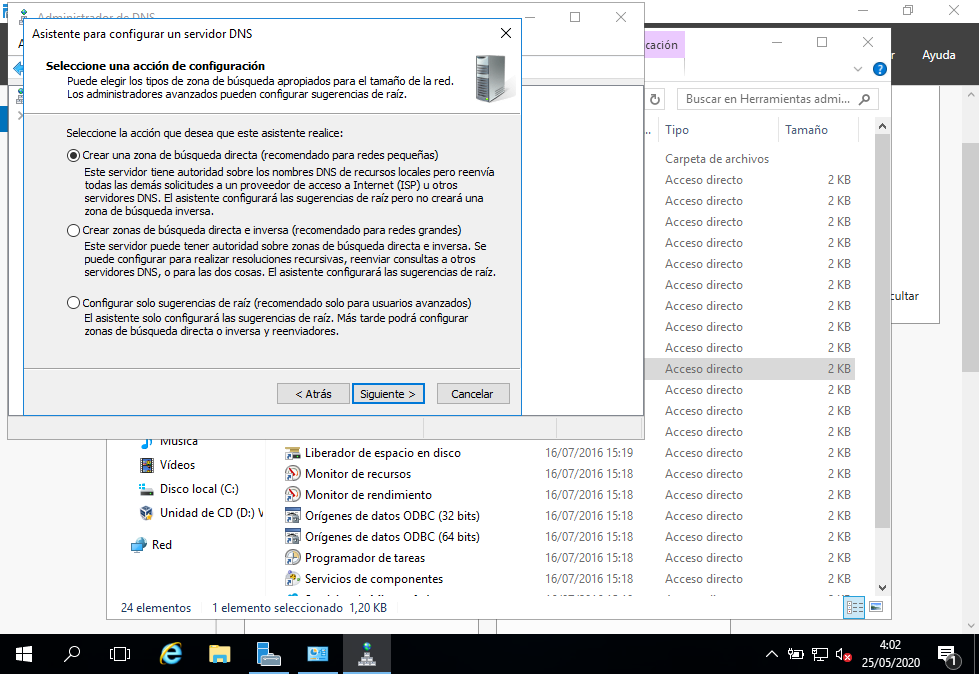 Administrador de DNS
Asistente para configurar un servidor DNS
Seleccione una acción de configuración
Puede elegir los tipos de zona de búsqueda apropiados para el tamaño de la red.
Los administradores avanzados pueden configurar sugerencias de raíz.
Seleccione la acción que desea que este asistente realice:
Crear una zona de búsqueda directa (recomendado para redes pequeñas)
Este servidor tiene autoridad sobre los nombres DNS de recursos locales pero reenvía
todas las demás solicitudes a un proveedor de acceso a Internet (ISP) u otros
servidores DNS. El asistente configurará las sugerencias de raíz pero no creará una
zona de búsqueda inversa.
Crear zonas de búsqueda directa e inversa (recomendado para redes grandes)
Este servidor puede tener autoridad sobre zonas de búsqueda directa e inversa. Se
puede configurar para realizar resoluciones recursivas, reenviar consultas a otros
servidores DNS, o para las dos cosas. El asistente configurará las sugerencias de raíz.
Configurar solo sugerencias de raíz (recomendado solo para usuarios avanzados)
El asistente solo configurará las sugerencias de raíz. Más tarde podrá configurar
zonas de búsqueda directa o inversa y reenviadores.
< Atrás
Siguiente >
Cancelar
cación
r
Ayuda
Buscar en Herramientas admi...
... Tipo
Tamaño
Carpeta de archivos
Acceso directo 2 KB
Acceso directo 2 KB
Acceso directo 2 KB
Acceso directo 2 KB
Acceso directo 2 KB
Acceso directo 2 KB
Acceso directo 2 KB
Acceso directo 2 KB
Acceso directo 2 KB
Acceso directo 2 KB
Acceso directo 2 KB
Acceso directo 2 KB
Acceso directo 2 KB
cultar
Música
Vídeos
Disco local (C:)
Unidad de CD (D:) V
Red
Liberador de espacio en disco 16/07/2016 15:19 Acceso directo 2 KB
Monitor de recursos 16/07/2016 15:18 Acceso directo 2 KB
Monitor de rendimiento 16/07/2016 15:18 Acceso directo 2 KB
Orígenes de datos ODBC (32 bits) 16/07/2016 15:18 Acceso directo 2 KB
Orígenes de datos ODBC (64 bits) 16/07/2016 15:18 Acceso directo 2 KB
Programador de tareas 16/07/2016 15:18 Acceso directo 2 KB
Servicios de componentes 16/07/2016 15:18 Acceso directo 2 KB
24 elementos
1 elemento seleccionado 1,20 KB
4:02
25/05/2020
1